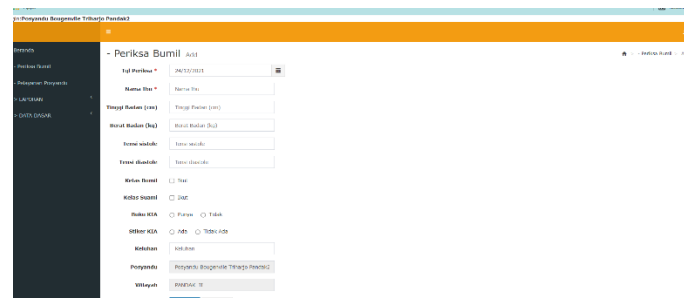 Posyandu Bougenville Triharjo Pandak2
Beranda
- Periksa Bumil
- Pelayanan Posyandu
> LAPORAN
> DATA DASAR
- Periksa Bumil Add
- Periksa Bumil
Tgl Periksa * 24/12/2021
Nama Ibu * Nama Ibu
Tinggi Badan (cm) Tinggi Badan (cm)
Berat Badan (kg) Berat Badan (kg)
Tensi sistole Tensi sistole
Tensi diastole Tensi diastole
Kelas Bumil
Kelas Suami Ikut
Buku KIA Punya Tidak
Stiker KIA Ada Tidak Ada
Keluhan Keluhan
Posyandu Posyandu Bougenville Triharjo Pandak2
Wilayah PANDAK II